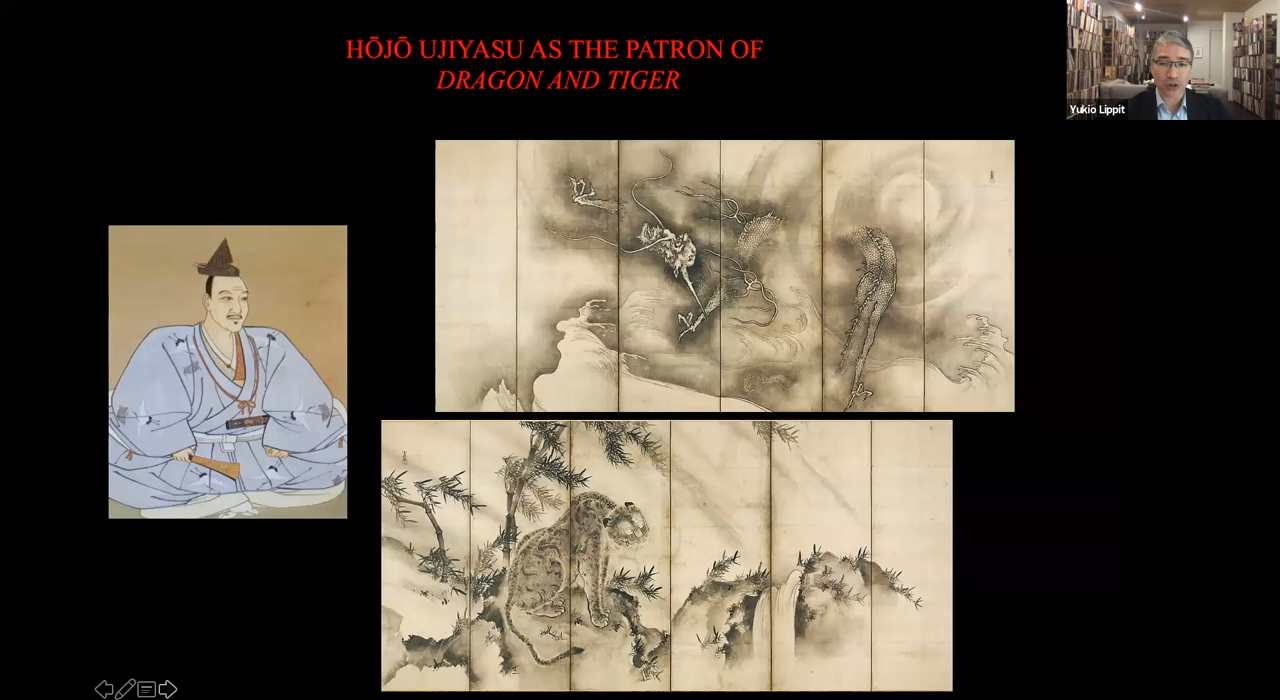 HŌJŌ UJIYASU AS THE PATRON OF
DRAGON AND TIGER
Yukio Lippit